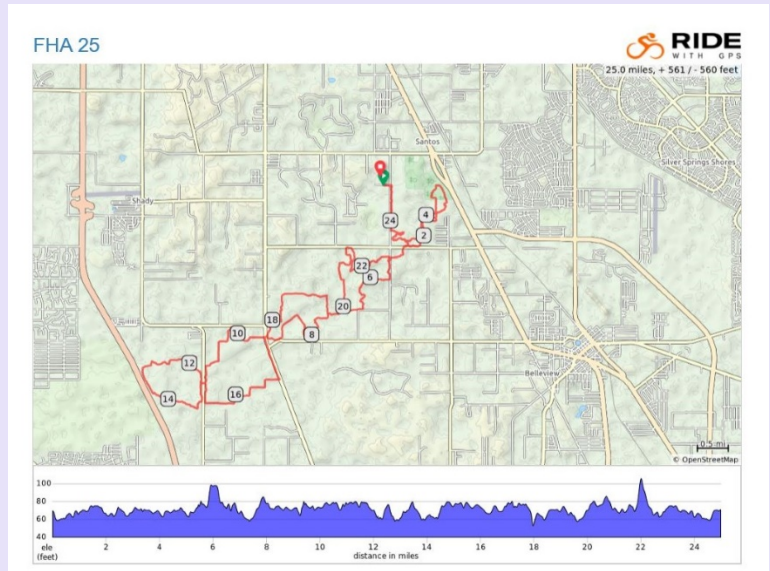 FHA 25
RIDE
WITH GPS
25.0 miles, + 561 / - 560 feet
Santos
Silver Springs Shores
Shady
24
4
2
22
6
20
18
8
10
12
14
16
Belleview
0.5 mi
© OpenStreetMap
100
80
60
40
ele
(feet)
2
4
6
8
10
12
14
16
18
20
22
24
distance in miles